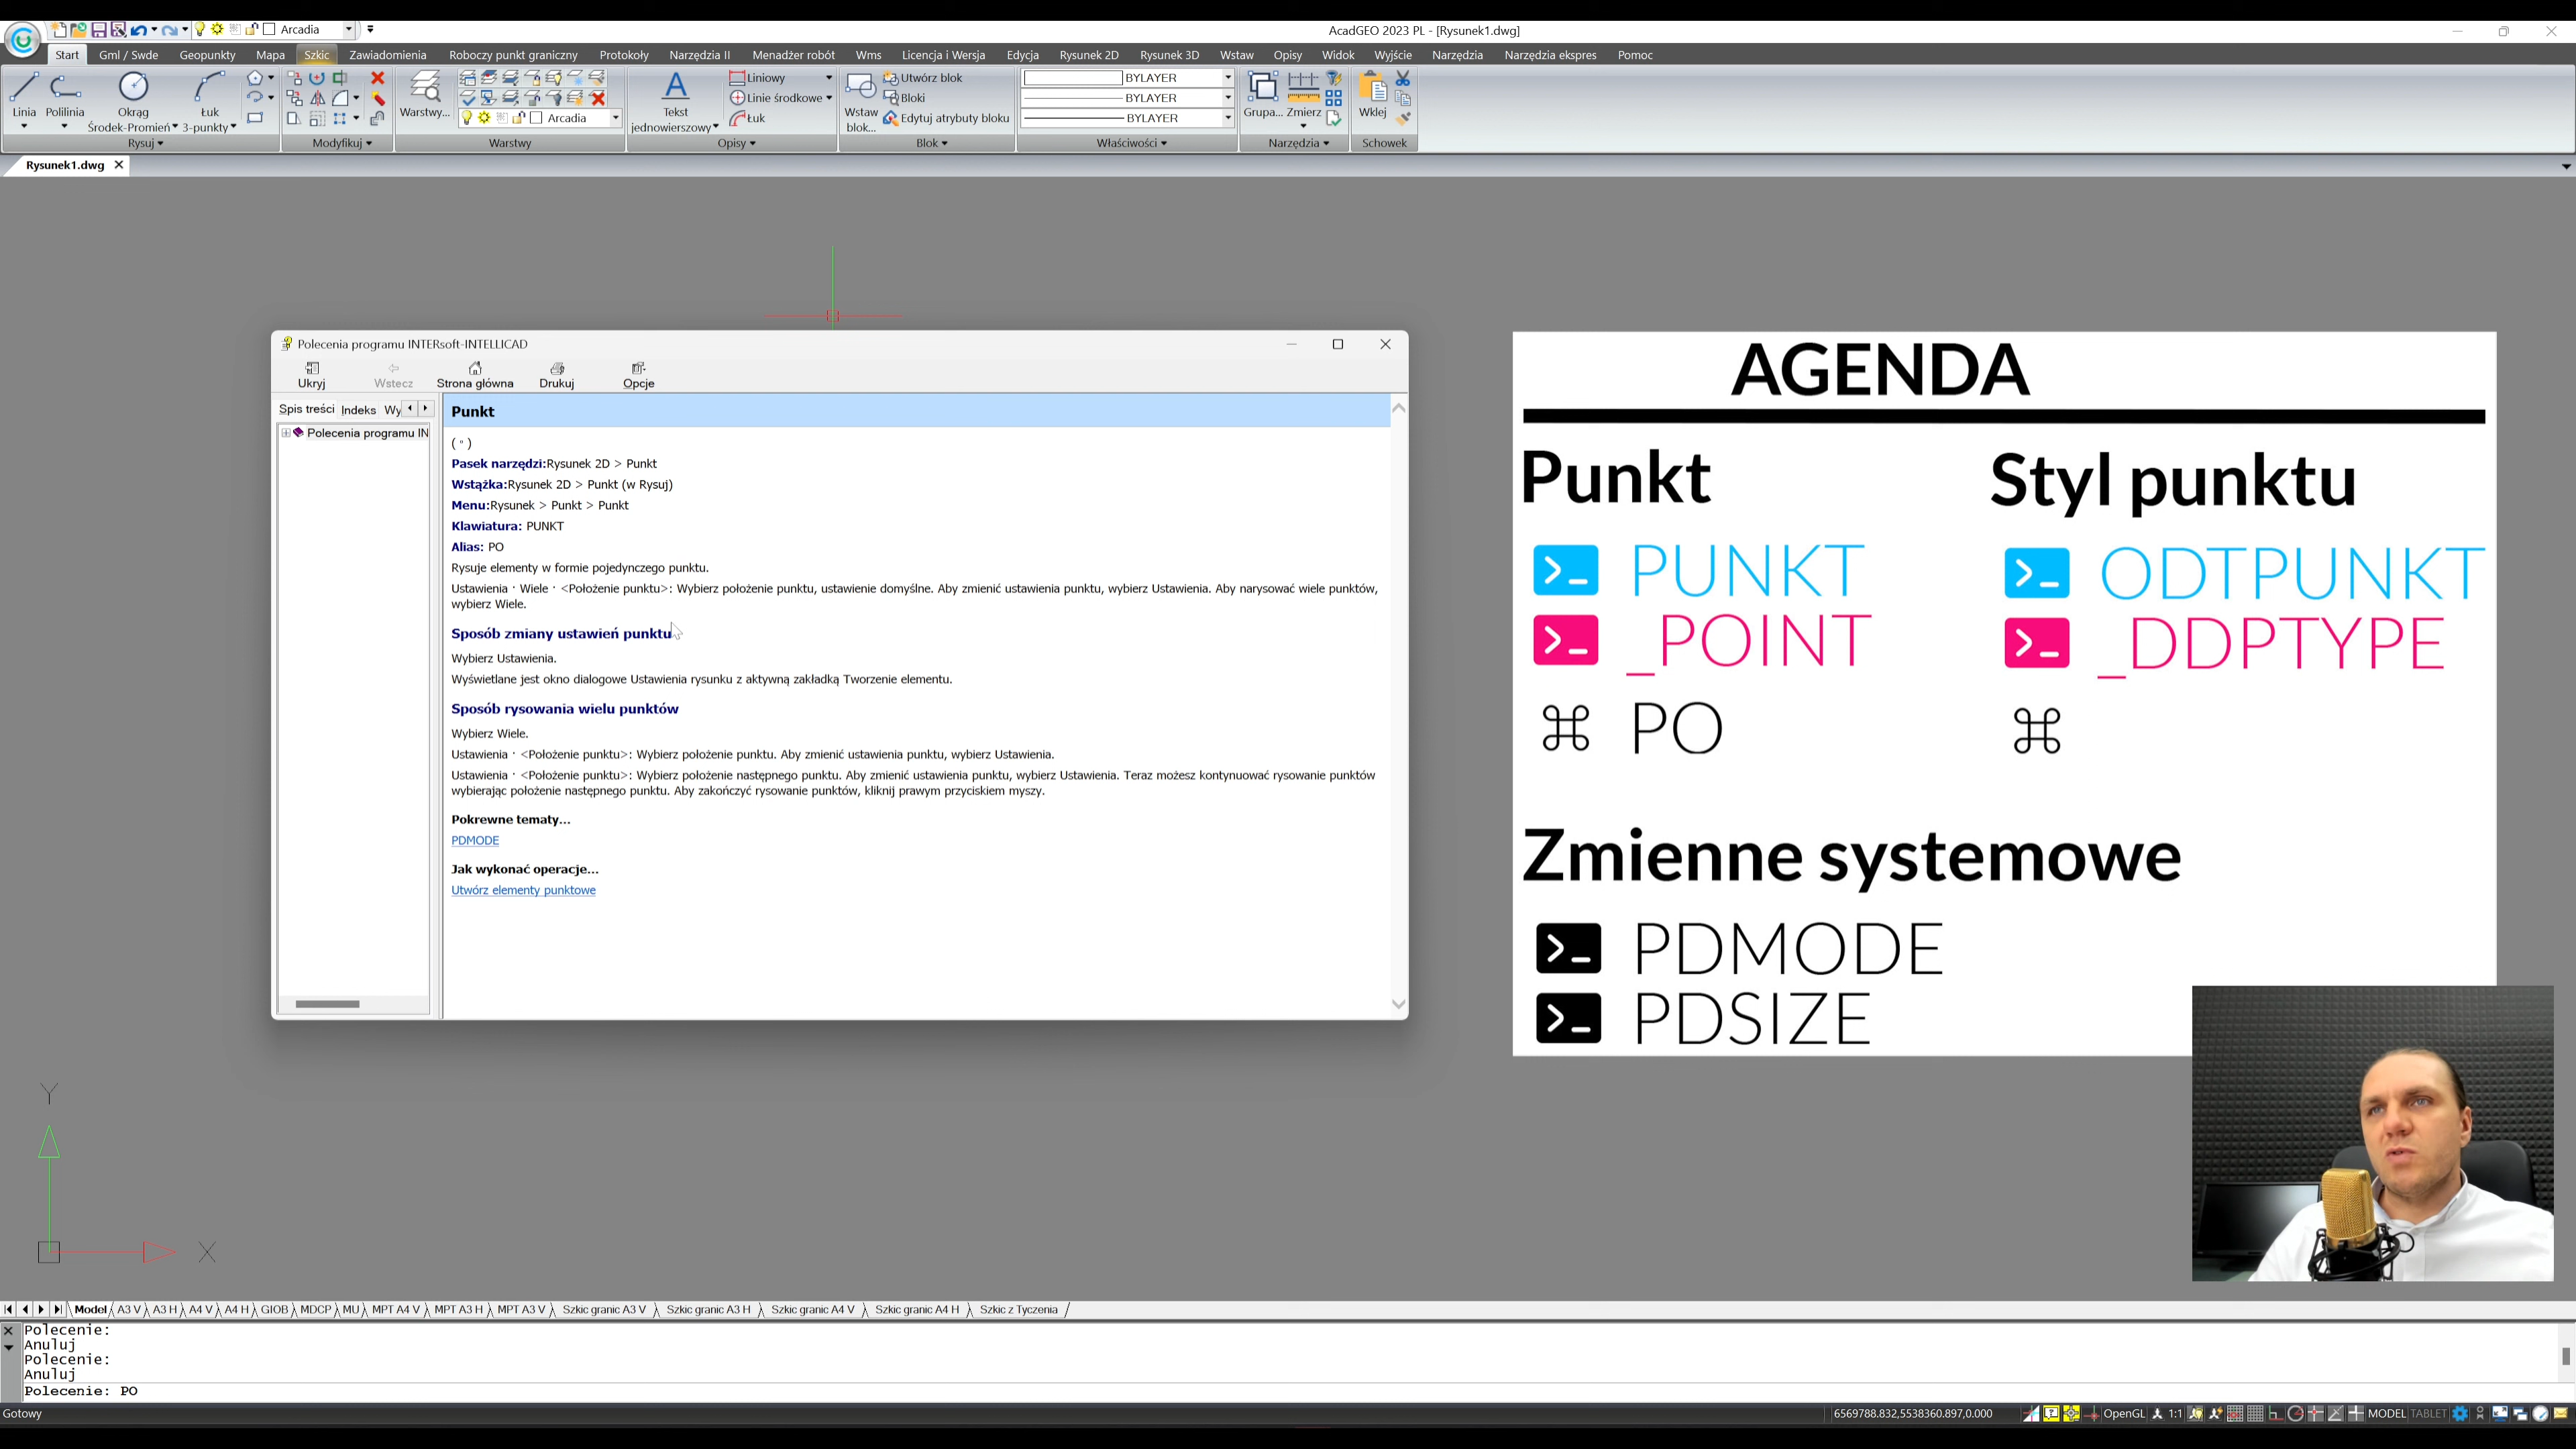 Arcadia
AcadGEO 2023 PL - [Rysunek1.dwg]
Start Gml / Swde Geopunkty Mapa Szkic Zawiadomienia Roboczy punkt graniczny Protokoły Narzędzia II Menadżer robót Wms Licencja i Wersja Edycja Rysunek 2D Rysunek 3D Wstaw Opisy Widok Wyjście Narzędzia Narzędzia ekspres Pomoc
Linia Polilinia Okrąg Środek-Promień Łuk 3-punkty
Rysuj
Modyfikuj
Warstwy...
Arcadia
Warstwy
Tekst jednowierszowy
Liniowy
Linie środkowe
Łuk
Opisy
Wstaw blok...
Utwórz blok
Bloki
Edytuj atrybuty bloku
Blok
BYLAYER
BYLAYER
BYLAYER
Właściwości
Grupa... Zmierz
Narzędzia
Wklej
Schowek
Rysunek1.dwg
Polecenia programu INTERsoft-INTELLICAD
Ukryj Wstecz Strona główna Drukuj Opcje
Spis treści Indeks Wy
Polecenia programu IN
Punkt
( ▫ )
Pasek narzędzi:Rysunek 2D > Punkt
Wstążka:Rysunek 2D > Punkt (w Rysuj)
Menu:Rysunek > Punkt > Punkt
Klawiatura: PUNKT
Alias: PO
Rysuje elementy w formie pojedynczego punktu.
Ustawienia · Wiele · <Położenie punktu>: Wybierz położenie punktu, ustawienie domyślne. Aby zmienić ustawienia punktu, wybierz Ustawienia. Aby narysować wiele punktów,
wybierz Wiele.
Sposób zmiany ustawień punktu
Wybierz Ustawienia.
Wyświetlane jest okno dialogowe Ustawienia rysunku z aktywną zakładką Tworzenie elementu.
Sposób rysowania wielu punktów
Wybierz Wiele.
Ustawienia · <Położenie punktu>: Wybierz położenie punktu. Aby zmienić ustawienia punktu, wybierz Ustawienia.
Ustawienia · <Położenie punktu>: Wybierz położenie następnego punktu. Aby zmienić ustawienia punktu, wybierz Ustawienia. Teraz możesz kontynuować rysowanie punktów
wybierając położenie następnego punktu. Aby zakończyć rysowanie punktów, kliknij prawym przyciskiem myszy.
Pokrewne tematy...
PDMODE
Jak wykonać operacje...
Utwórz elementy punktowe
AGENDA
Punkt
>_ PUNKT
>_ _POINT
⌘ PO
Styl punktu
>_ ODTPUNKT
>_ _DDPTYPE
⌘
Zmienne systemowe
>_ PDMODE
>_ PDSIZE
Y
X
Model A3 V A3 H A4 V A4 H GIOB MDCP MU MPT A4 V MPT A3 H MPT A3 V Szkic granic A3 V Szkic granic A3 H Szkic granic A4 V Szkic granic A4 H Szkic z Tyczenia
Polecenie:
Anuluj
Polecenie:
Anuluj
Polecenie: PO
Gotowy
6569788.832,5538360.897,0.000 OpenGL 1:1 MODEL TABLET